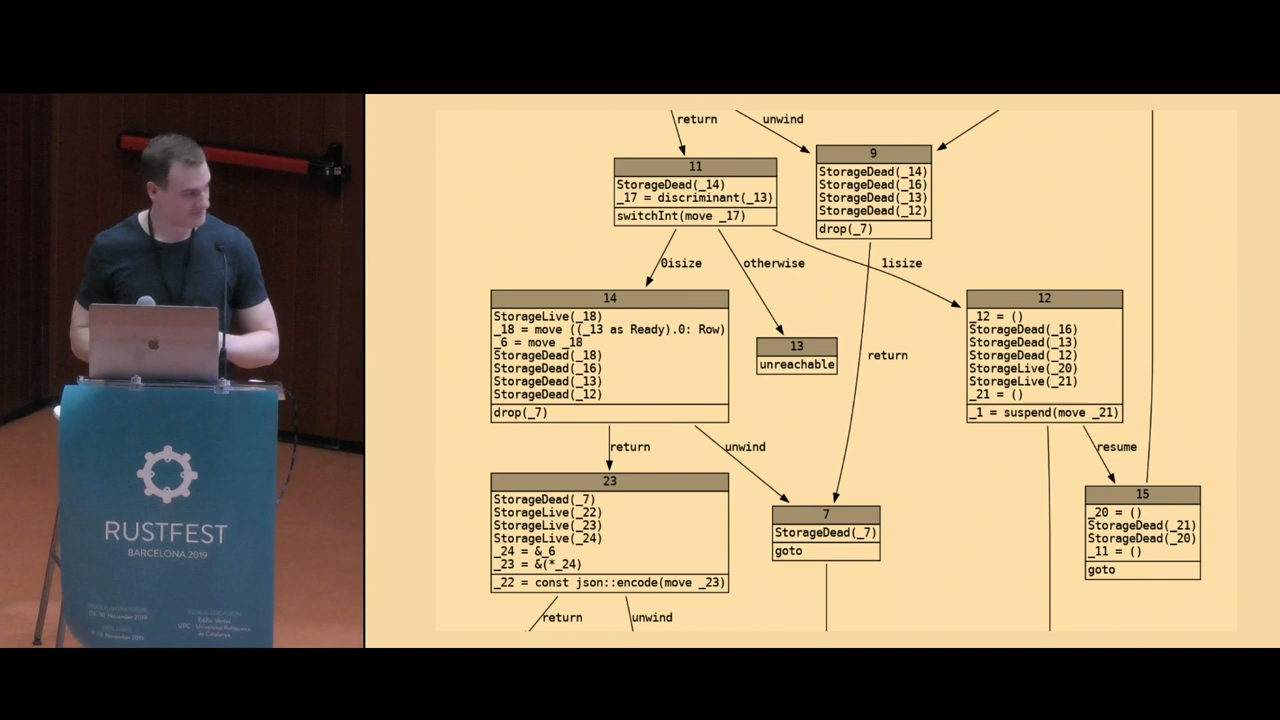 return
unwind
11
StorageDead(_14)
_17 = discriminant(_13)
switchInt(move _17)
9
StorageDead(_14)
StorageDead(_16)
StorageDead(_13)
StorageDead(_12)
drop(_7)
0isize
otherwise
1isize
14
StorageLive(_18)
_18 = move ((_13 as Ready).0: Row)
_6 = move _18
StorageDead(_18)
StorageDead(_16)
StorageDead(_13)
StorageDead(_12)
drop(_7)
13
unreachable
return
12
_12 = ()
StorageDead(_16)
StorageDead(_13)
StorageDead(_12)
StorageLive(_20)
StorageLive(_21)
_21 = ()
_1 = suspend(move _21)
return
unwind
resume
23
StorageDead(_7)
StorageLive(_22)
StorageLive(_23)
StorageLive(_24)
_24 = &_6
_23 = &(*_24)
_22 = const json::encode(move _23)
7
StorageDead(_7)
goto
15
_20 = ()
StorageDead(_21)
StorageDead(_20)
_11 = ()
goto
return
unwind
RUSTFEST
BARCELONA 2019